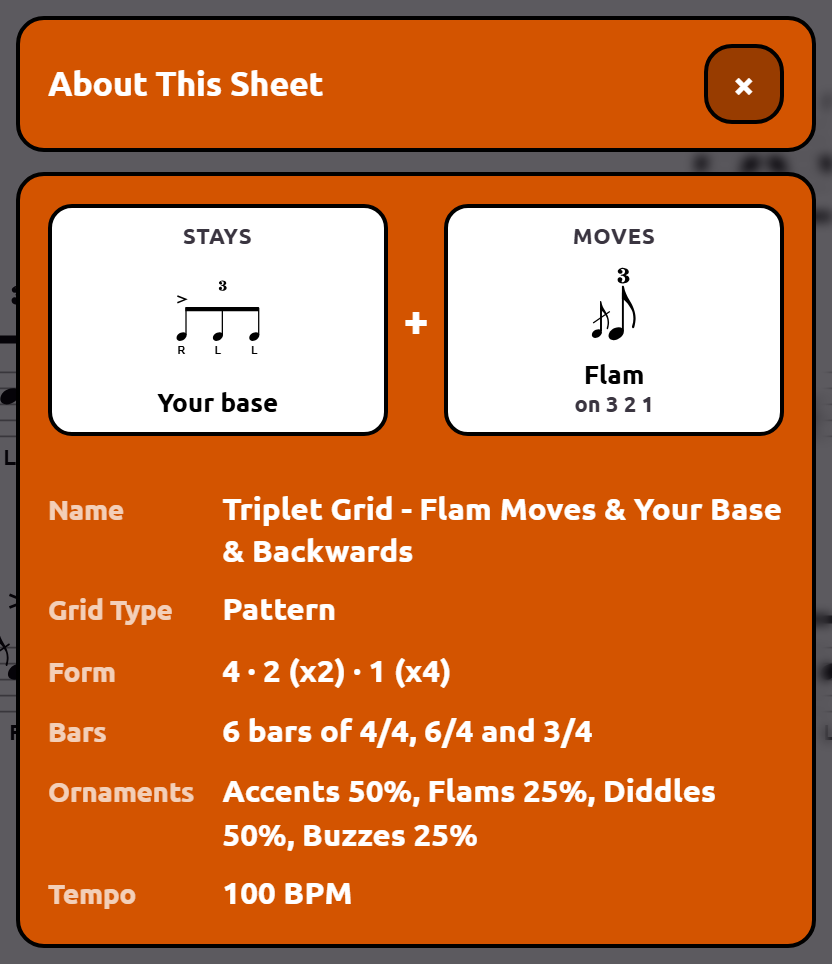 About This Sheet
×
STAYS
3
>
R L L
Your base
+
MOVES
3
Flam
on 3 2 1
Name
Triplet Grid - Flam Moves & Your Base
& Backwards
Grid Type
Pattern
Form
4 · 2 (x2) · 1 (x4)
Bars
6 bars of 4/4, 6/4 and 3/4
Ornaments
Accents 50%, Flams 25%, Diddles
50%, Buzzes 25%
Tempo
100 BPM